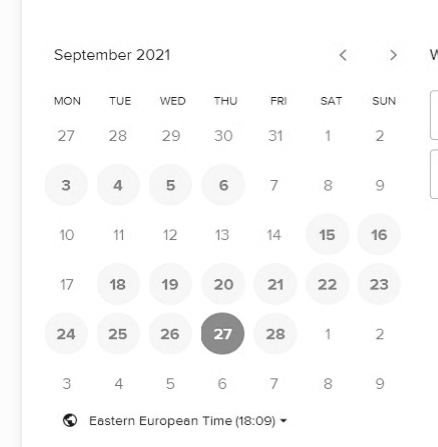 September 2021 < > W
MON TUE WED THU FRI SAT SUN
27 28 29 30 31 1 2
3 4 5 6 7 8 9
10 11 12 13 14 15 16
17 18 19 20 21 22 23
24 25 26 27 28 1 2
3 4 5 6 7 8 9
Eastern European Time (18:09)